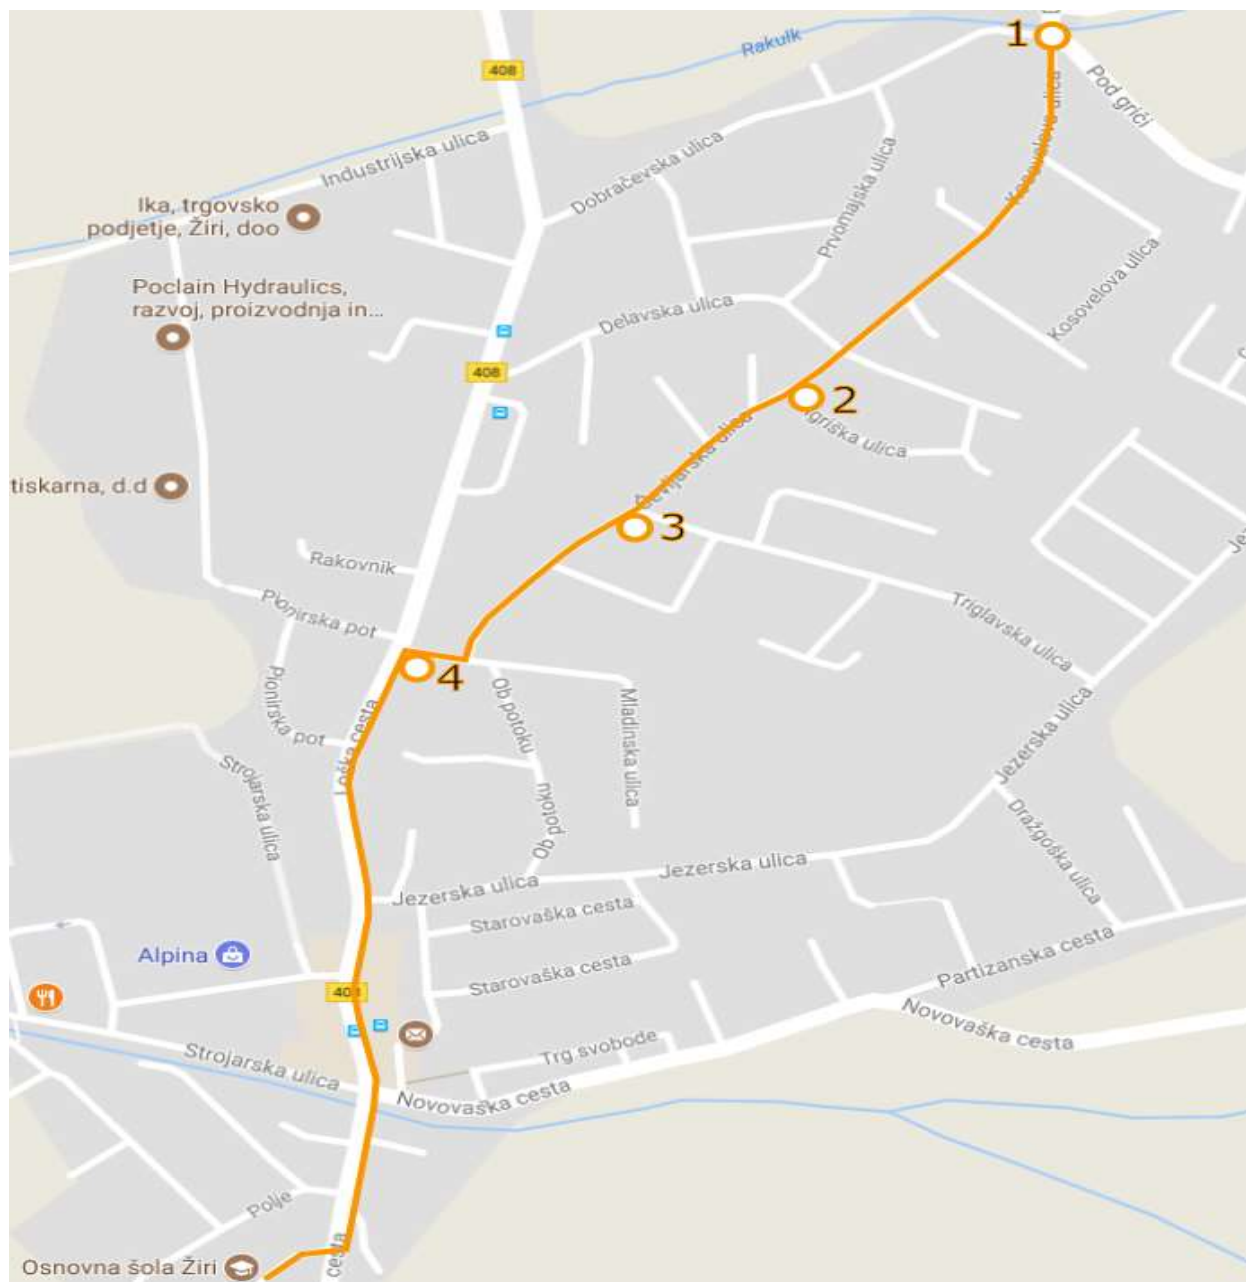 1
Rakulk
408
Pod griči
Kosovelova ulica
Industrijska ulica
Dobračevska ulica
Prvomajska ulica
Ika, trgovsko
podjetje, Žiri, doo
Kosovelova ulica
Poclain Hydraulics,
razvoj, proizvodnja in...
Delavska ulica
408
2
Igriška ulica
tiskarna, d.d
3
Rakovnik
Pionirska pot
Triglavska ulica
4
Ob potoku
Mladinska ulica
Pionirska pot
Loška cesta
Jezerska ulica
Strojarska ulica
Ob potoku
Dražgoška ulica
Jezerska ulica
Jezerska ulica
Starovaška cesta
Alpina
Starovaška cesta
Partizanska cesta
408
Novovaška cesta
Trg svobode
Strojarska ulica
Novovaška cesta
Polje
cesta
Osnovna šola Žiri